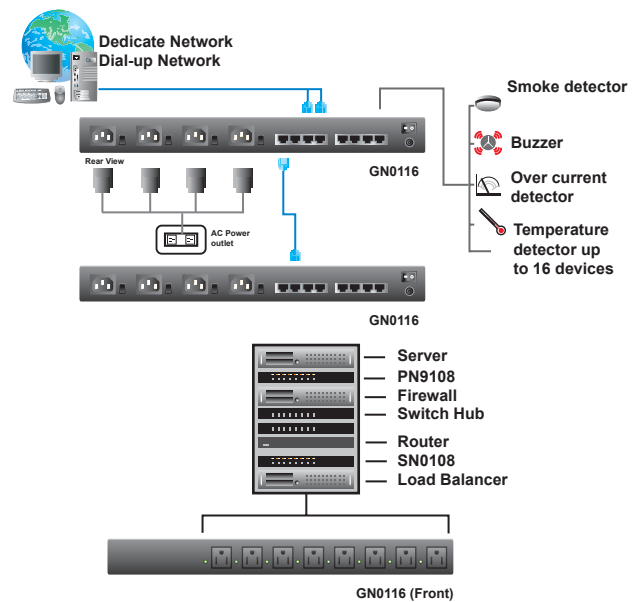 Dedicate Network
Dial-up Network
Smoke detector
Buzzer
Over current
detector
Temperature
detector up
to 16 devices
GN0116
Rear View
AC Power
outlet
GN0116
Server
PN9108
Firewall
Switch Hub
Router
SN0108
Load Balancer
GN0116 (Front)